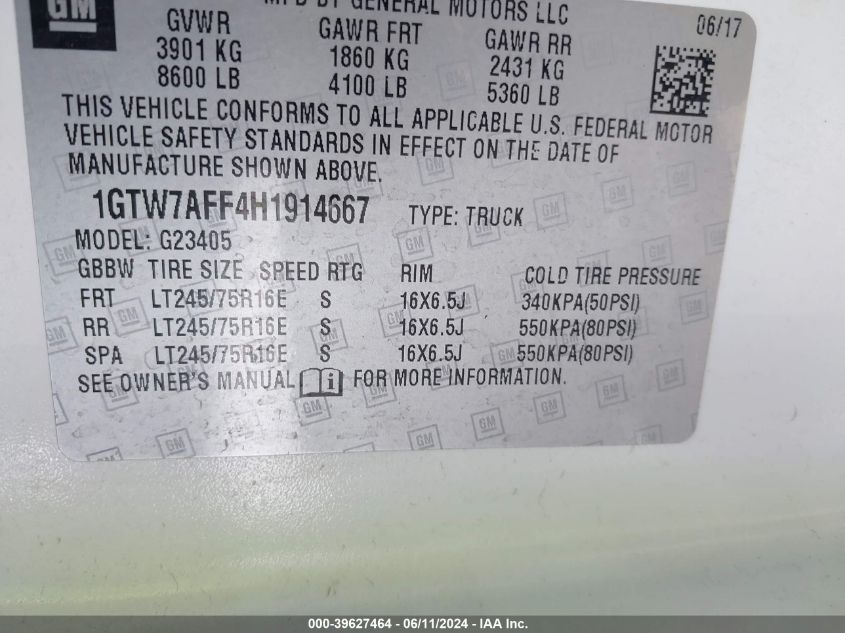 GM
MFD BY GENERAL MOTORS LLC
06/17
GVWR GAWR FRT GAWR RR
3901 KG 1860 KG 2431 KG
8600 LB 4100 LB 5360 LB
THIS VEHICLE CONFORMS TO ALL APPLICABLE U.S. FEDERAL MOTOR
VEHICLE SAFETY STANDARDS IN EFFECT ON THE DATE OF
MANUFACTURE SHOWN ABOVE.
1GTW7AFF4H1914667 TYPE: TRUCK
MODEL: G23405
GBBW TIRE SIZE SPEED RTG RIM COLD TIRE PRESSURE
FRT LT245/75R16E S 16X6.5J 340KPA(50PSI)
RR LT245/75R16E S 16X6.5J 550KPA(80PSI)
SPA LT245/75R16E S 16X6.5J 550KPA(80PSI)
SEE OWNER'S MANUAL i FOR MORE INFORMATION.
000-39627464 - 06/11/2024 - IAA Inc.